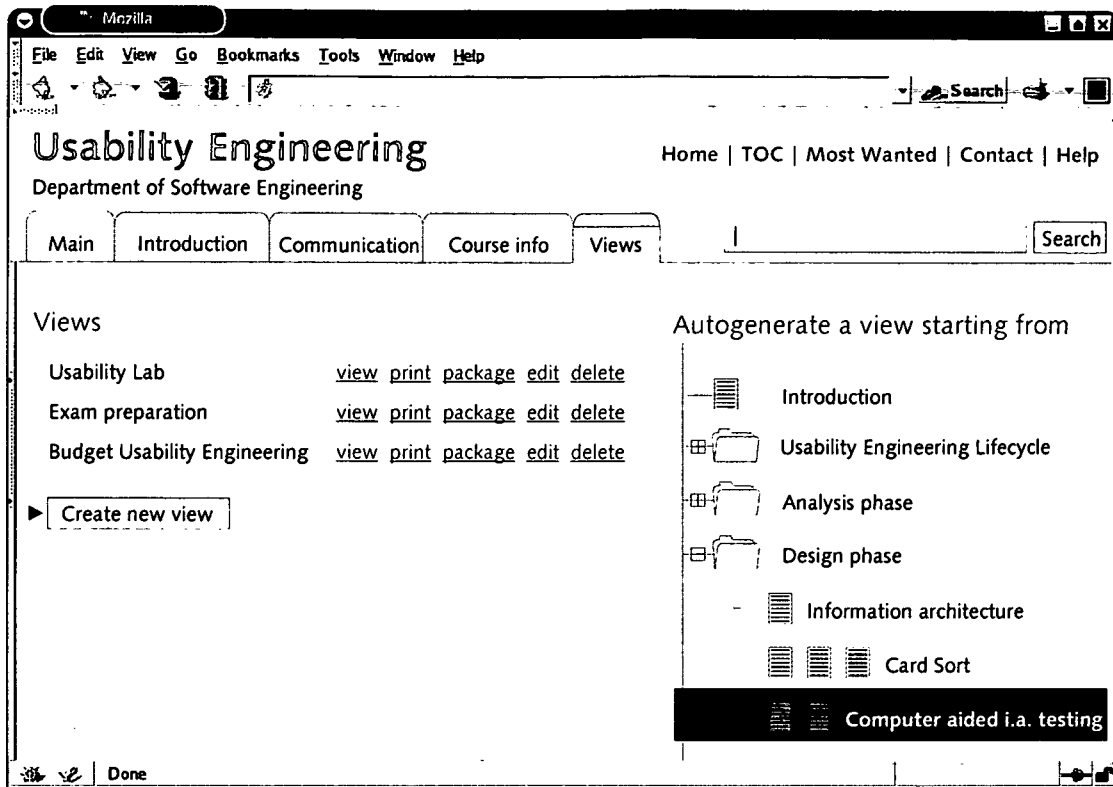 Mozilla
File Edit View Go Bookmarks Tools Window Help
Search
Usability Engineering
Home | TOC | Most Wanted | Contact | Help
Department of Software Engineering
Main Introduction Communication Course info Views
Search
Views
Autogenerate a view starting from
Usability Lab view print package edit delete
Introduction
Exam preparation view print package edit delete
Usability Engineering Lifecycle
Budget Usability Engineering view print package edit delete
Analysis phase
Create new view
Design phase
Information architecture
Card Sort
Computer aided i.a. testing
Done